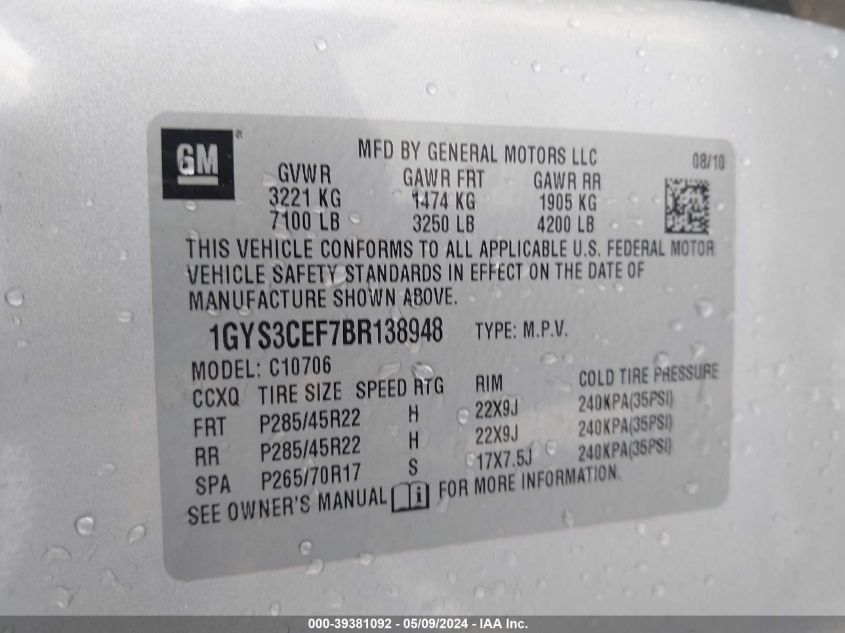 GM ®
MFD BY GENERAL MOTORS LLC 08/10
GVWR GAWR FRT GAWR RR
3221 KG 1474 KG 1905 KG
7100 LB 3250 LB 4200 LB
THIS VEHICLE CONFORMS TO ALL APPLICABLE U.S. FEDERAL MOTOR
VEHICLE SAFETY STANDARDS IN EFFECT ON THE DATE OF
MANUFACTURE SHOWN ABOVE.
1GYS3CEF7BR138948 TYPE: M.P.V.
MODEL: C10706
CCXQ TIRE SIZE SPEED RTG RIM COLD TIRE PRESSURE
FRT P285/45R22 H 22X9J 240KPA(35PSI)
RR P285/45R22 H 22X9J 240KPA(35PSI)
SPA P265/70R17 S 17X7.5J 240KPA(35PSI)
SEE OWNER'S MANUAL FOR MORE INFORMATION.
000-39381092 - 05/09/2024 - IAA Inc.